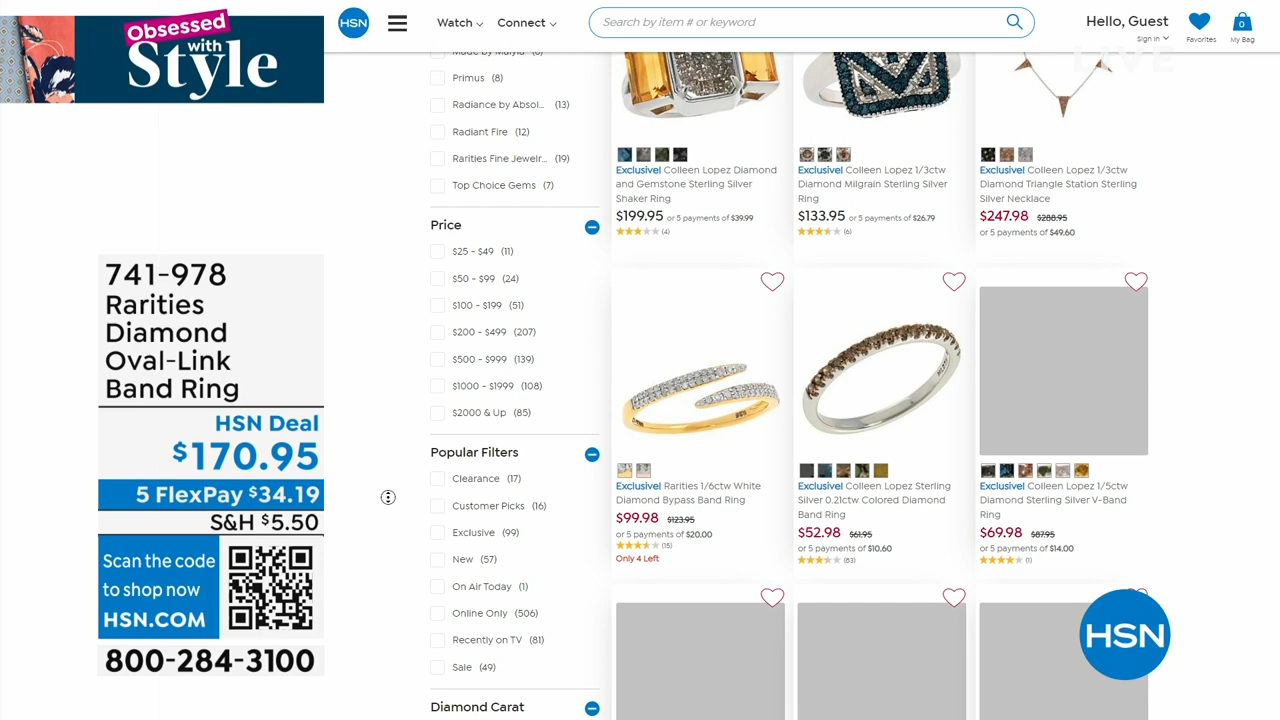 Obsessed
with
Style
HSN
Watch
Connect
Search by item # or keyword
Hello, Guest
Sign In
Favorites
0
My Bag
LIVE
Primus (8)
Radiance by Absol... (13)
Radiant Fire (12)
Rarities Fine Jewelr... (19)
Top Choice Gems (7)
Price
$25 - $49 (11)
$50 - $99 (24)
$100 - $199 (51)
$200 - $499 (207)
$500 - $999 (139)
$1000 - $1999 (108)
$2000 & Up (85)
Popular Filters
Clearance (17)
Customer Picks (16)
Exclusive (99)
New (57)
On Air Today (1)
Online Only (506)
Recently on TV (81)
Sale (49)
Diamond Carat
Exclusive! Colleen Lopez Diamond
and Gemstone Sterling Silver
Shaker Ring
$199.95 or 5 payments of $39.99
(4)
Exclusive! Colleen Lopez 1/3ctw
Diamond Milgrain Sterling Silver
Ring
$133.95 or 5 payments of $26.79
(6)
Exclusive! Colleen Lopez 1/3ctw
Diamond Triangle Station Sterling
Silver Necklace
$247.98 $288.95
or 5 payments of $49.60
Exclusive! Rarities 1/6ctw White
Diamond Bypass Band Ring
$99.98 $123.95
or 5 payments of $20.00
(15)
Only 4 Left
Exclusive! Colleen Lopez Sterling
Silver 0.21ctw Colored Diamond
Band Ring
$52.98 $61.95
or 5 payments of $10.60
(83)
Exclusive! Colleen Lopez 1/5ctw
Diamond Sterling Silver V-Band
Ring
$69.98 $87.95
or 5 payments of $14.00
(1)
741-978
Rarities
Diamond
Oval-Link
Band Ring
HSN Deal
$170.95
5 FlexPay $34.19
S&H $5.50
Scan the code
to shop now
HSN.COM
800-284-3100
HSN